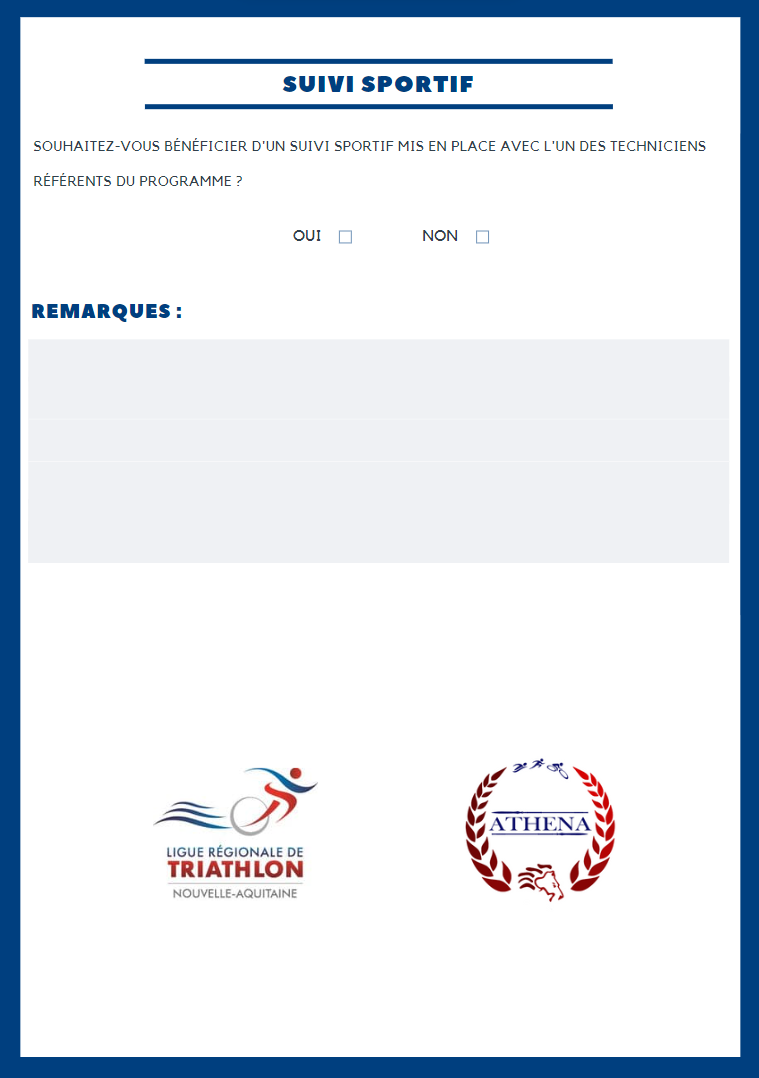 SUIVI SPORTIF
SOUHAITEZ-VOUS BÉNÉFICIER D'UN SUIVI SPORTIF MIS EN PLACE AVEC L'UN DES TECHNICIENS
RÉFÉRENTS DU PROGRAMME ?
OUI ☐ NON ☐
REMARQUES :
LIGUE RÉGIONALE DE
TRIATHLON
NOUVELLE-AQUITAINE
ATHENA